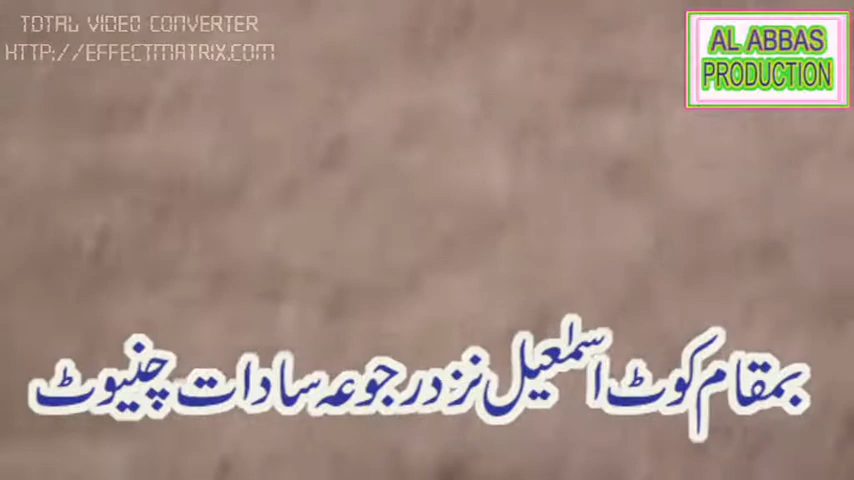 TOTAL VIDEO CONVERTER
HTTP://EFFECTMATRIX.COM
AL ABBAS
PRODUCTION
بمقام کوٹ اسمٰعیل نزد رجوعہ سادات چنیوٹ